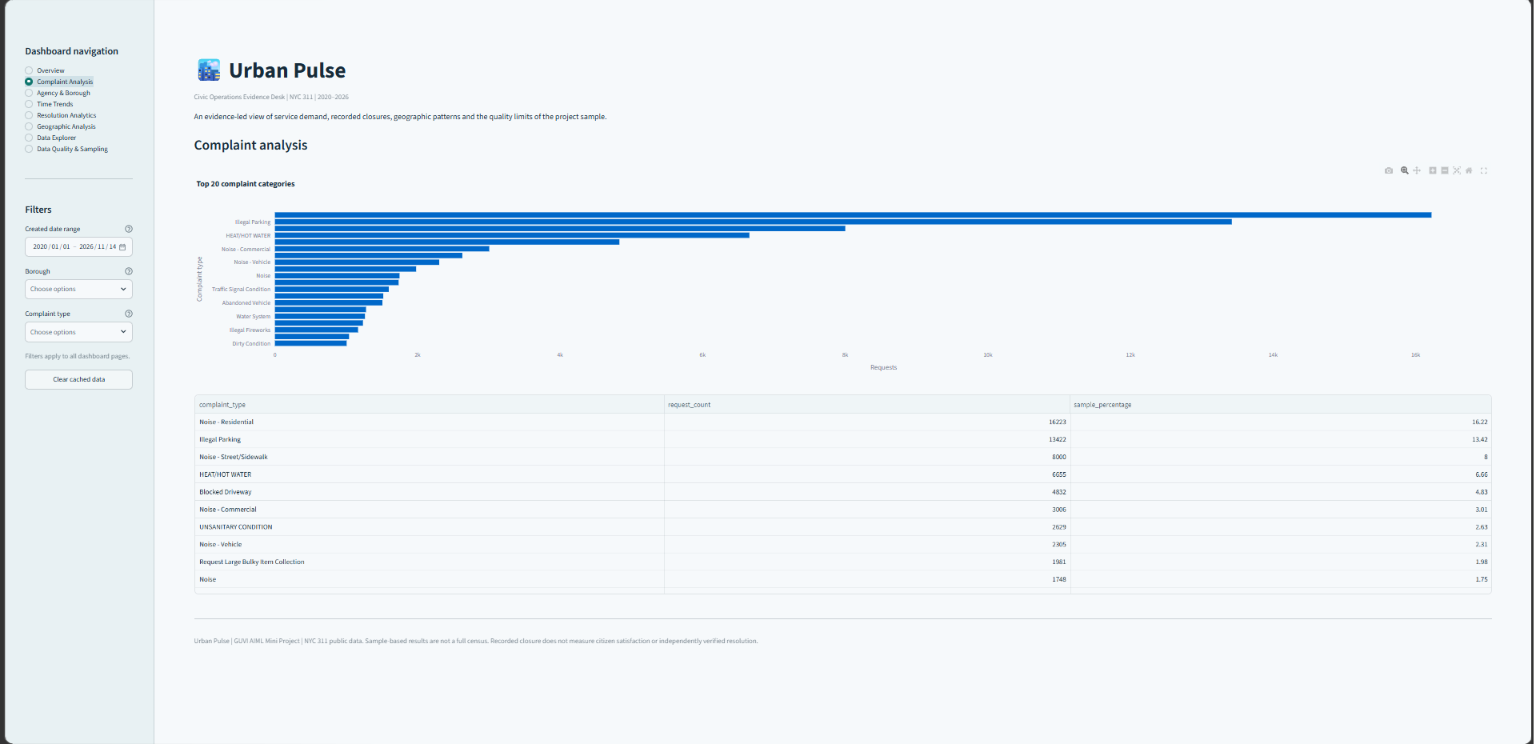 Dashboard navigation
Overview
Complaint Analysis
Agency & Borough
Time Trends
Resolution Analytics
Geographic Analysis
Data Explorer
Data Quality & Sampling
Filters
Created date range
2020/01/01 - 2026/11/14
Borough
Choose options
Complaint type
Choose options
Filters apply to all dashboard pages.
Clear cached data
Urban Pulse
Civic Operations Evidence Desk | NYC 311 | 2020-2026
An evidence-led view of service demand, recorded closures, geographic patterns and the quality limits of the project sample.
Complaint analysis
Top 20 complaint categories
Complaint type
Illegal Parking
HEAT/HOT WATER
Noise - Commercial
Noise - Vehicle
Noise
Traffic Signal Condition
Abandoned Vehicle
Water System
Illegal Fireworks
Dirty Condition
0 2k 4k 6k 8k 10k 12k 14k 16k
Requests
complaint_type request_count sample_percentage
Noise - Residential 16223 16.22
Illegal Parking 13422 13.42
Noise - Street/Sidewalk 8000 8
HEAT/HOT WATER 6655 6.66
Blocked Driveway 4832 4.83
Noise - Commercial 3006 3.01
UNSANITARY CONDITION 2629 2.63
Noise - Vehicle 2305 2.31
Request Large Bulky Item Collection 1981 1.98
Noise 1748 1.75
Urban Pulse | GUVI AIML Mini Project | NYC 311 public data. Sample-based results are not a full census. Recorded closure does not measure citizen satisfaction or independently verified resolution.